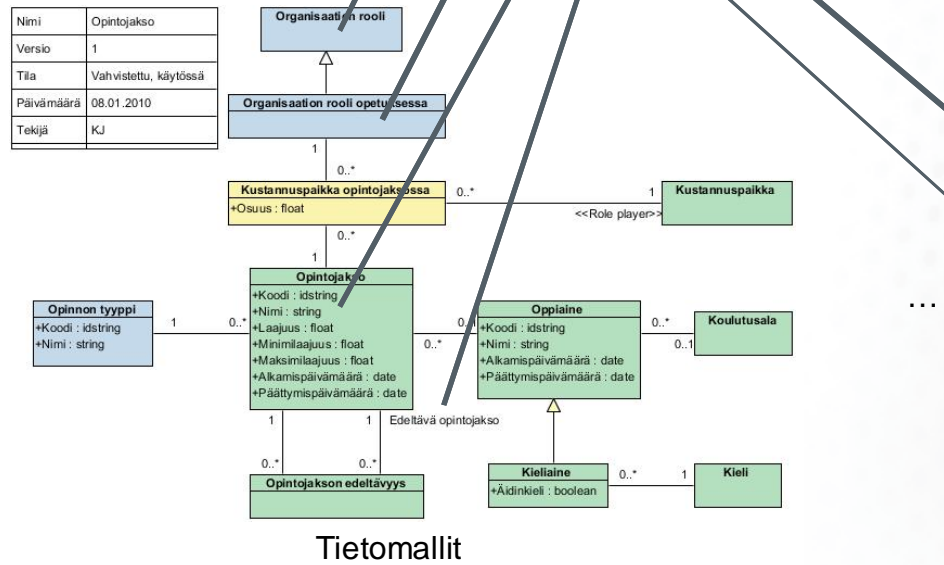 Nimi Opintojakso
Versio 1
Tila Vahvistettu, käytössä
Päivämäärä 08.01.2010
Tekijä KJ
Organisaation rooli
Organisaation rooli opetuksessa
1
0..*
Kustannuspaikka opintojaksossa
+Osuus : float
0..*
1
<<Role player>>
Kustannuspaikka
0..*
1
Opintojakso
+Koodi : idstring
+Nimi : string
+Laajuus : float
+Minimilaajuus : float
+Maksimilaajuus : float
+Alkamispäivämäärä : date
+Päättymispäivämäärä : date
Opinnon tyyppi
+Koodi : idstring
+Nimi : string
1
0..*
0..*
Oppiaine
+Koodi : idstring
+Nimi : string
+Alkamispäivämäärä : date
+Päättymispäivämäärä : date
0..*
0..1
Koulutusala
...
1
1
Edeltävä opintojakso
0..*
0..*
Opintojakson edeltävyys
Kieliaine
+Äidinkieli : boolean
0..*
1
Kieli
Tietomallit